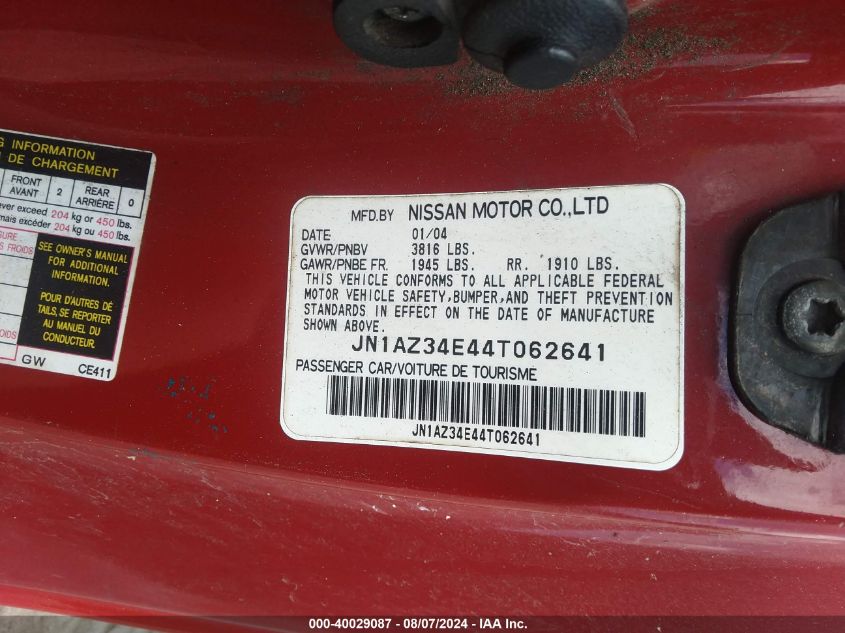 G INFORMATION
N DE CHARGEMENT
FRONT AVANT 2 REAR ARRIÈRE 0
ver exceed 204 kg or 450 lbs.
mais excéder 204 kg ou 450 lbs.
SEE OWNER'S MANUAL
FOR ADDITIONAL
INFORMATION.
POUR D'AUTRES DÉ
TAILS, SE REPORTER
AU MANUEL DU
CONDUCTEUR.
GW CE411
MFD.BY NISSAN MOTOR CO.,LTD
DATE 01/04
GVWR/PNBV 3816 LBS.
GAWR/PNBE FR. 1945 LBS. RR. 1910 LBS.
THIS VEHICLE CONFORMS TO ALL APPLICABLE FEDERAL
MOTOR VEHICLE SAFETY,BUMPER,AND THEFT PREVENTION
STANDARDS IN EFFECT ON THE DATE OF MANUFACTURE
SHOWN ABOVE.
JN1AZ34E44T062641
PASSENGER CAR/VOITURE DE TOURISME
JN1AZ34E44T062641
000-40029087 - 08/07/2024 - IAA Inc.